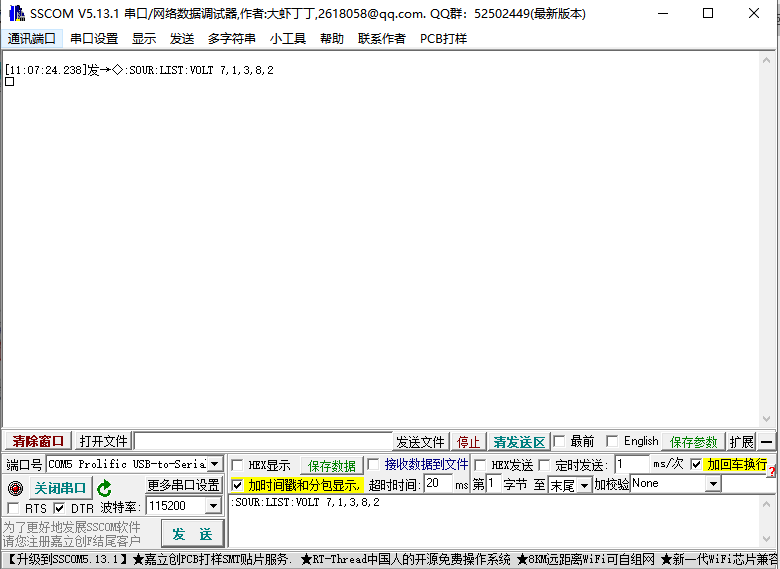 SSCOM V5.13.1 串口/网络数据调试器,作者:大虾丁丁,2618058@qq.com. QQ群：52502449(最新版本)
通讯端口 串口设置 显示 发送 多字符串 小工具 帮助 联系作者 PCB打样
[11:07:24.238]发→◇:SOUR:LIST:VOLT 7,1,3,8,2
□
清除窗口 打开文件 发送文件 停止 清发送区 最前 English 保存参数 扩展 —
端口号 COM5 Prolific USB-to-Seria HEX显示 保存数据 接收数据到文件 HEX发送 定时发送: 1 ms/次 加回车换行
关闭串口 更多串口设置 加时间戳和分包显示, 超时时间: 20 ms 第 1 字节 至 末尾 加校验 None
RTS DTR 波特率: 115200 :SOUR:LIST:VOLT 7,1,3,8,2
为了更好地发展SSCOM软件
请您注册嘉立创F结尾客户
发 送
【升级到SSCOM5.13.1】★嘉立创PCB打样SMT贴片服务. ★RT-Thread中国人的开源免费操作系统 ★8KM远距离WiFi可自组网 ★新一代WiFi芯片兼容